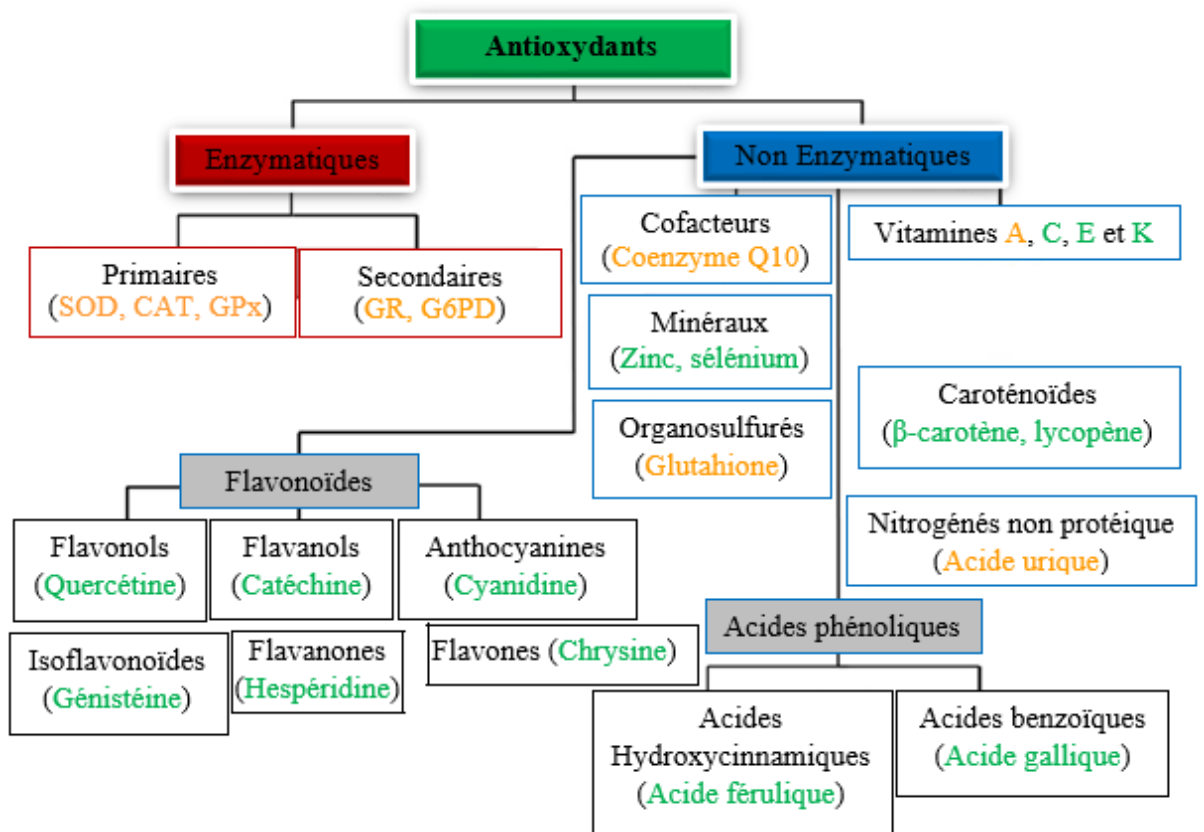 Antioxydants
Enzymatiques
Non Enzymatiques
Primaires
(SOD, CAT, GPx)
Secondaires
(GR, G6PD)
Cofacteurs
(Coenzyme Q10)
Vitamines A, C, E et K
Minéraux
(Zinc, sélénium)
Caroténoïdes
(β-carotène, lycopène)
Organosulfurés
(Glutahione)
Nitrogénés non protéique
(Acide urique)
Flavonoïdes
Flavonols
(Quercétine)
Flavanols
(Catéchine)
Anthocyanines
(Cyanidine)
Isoflavonoïdes
(Génistéine)
Flavanones
(Hespéridine)
Flavones (Chrysine)
Acides phénoliques
Acides
Hydroxycinnamiques
(Acide férulique)
Acides benzoïques
(Acide gallique)